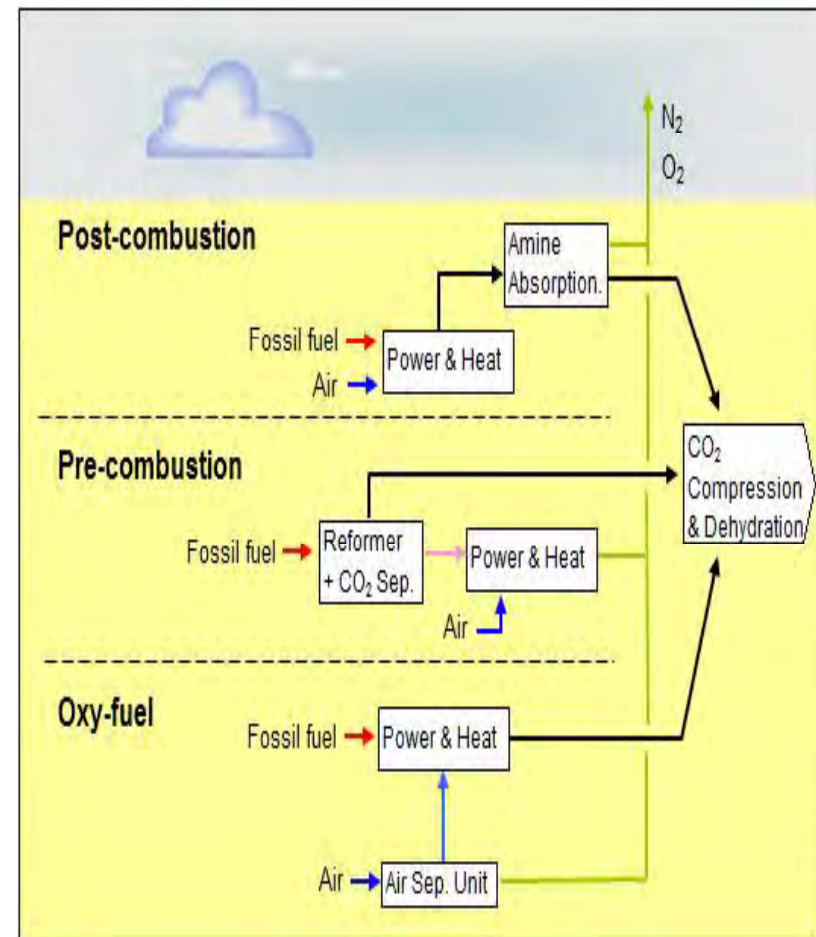 N₂
O₂
Post-combustion
Amine
Absorption.
Fossil fuel
Air
Power & Heat
CO₂
Compression
& Dehydration
Pre-combustion
Fossil fuel
Reformer
+ CO₂ Sep.
Power & Heat
Air
Oxy-fuel
Fossil fuel
Power & Heat
Air
Air Sep. Unit